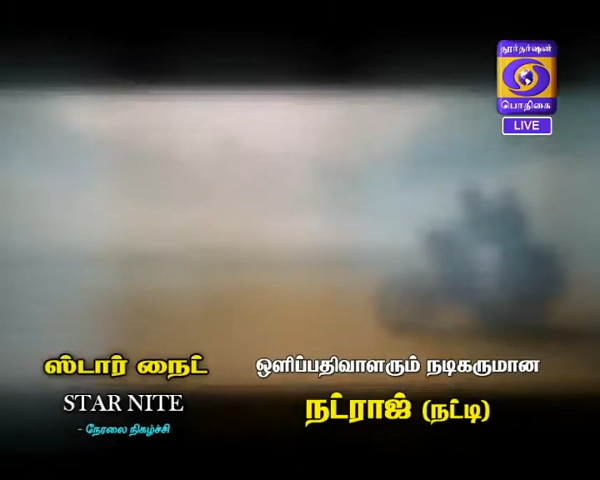 தூர்தர்ஷன்
பொதிகை
LIVE
ஸ்டார் நைட்
STAR NITE
- நேரலை நிகழ்ச்சி
ஒளிப்பதிவாளரும் நடிகருமான
நட்ராஜ் (நட்டி)